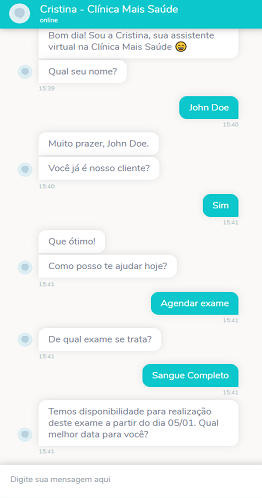 Cristina - Clínica Mais Saúde
online
Bom dia! Sou a Cristina, sua assistente
virtual na Clínica Mais Saúde 😄
Qual seu nome?
15:39
John Doe
15:40
Muito prazer, John Doe.
Você já é nosso cliente?
15:40
Sim
15:41
Que ótimo!
Como posso te ajudar hoje?
15:41
Agendar exame
15:41
De qual exame se trata?
15:41
Sangue Completo
15:41
Temos disponibilidade para realização
deste exame a partir do dia 05/01. Qual
melhor data para você?
15:41
Digite sua mensagem aqui